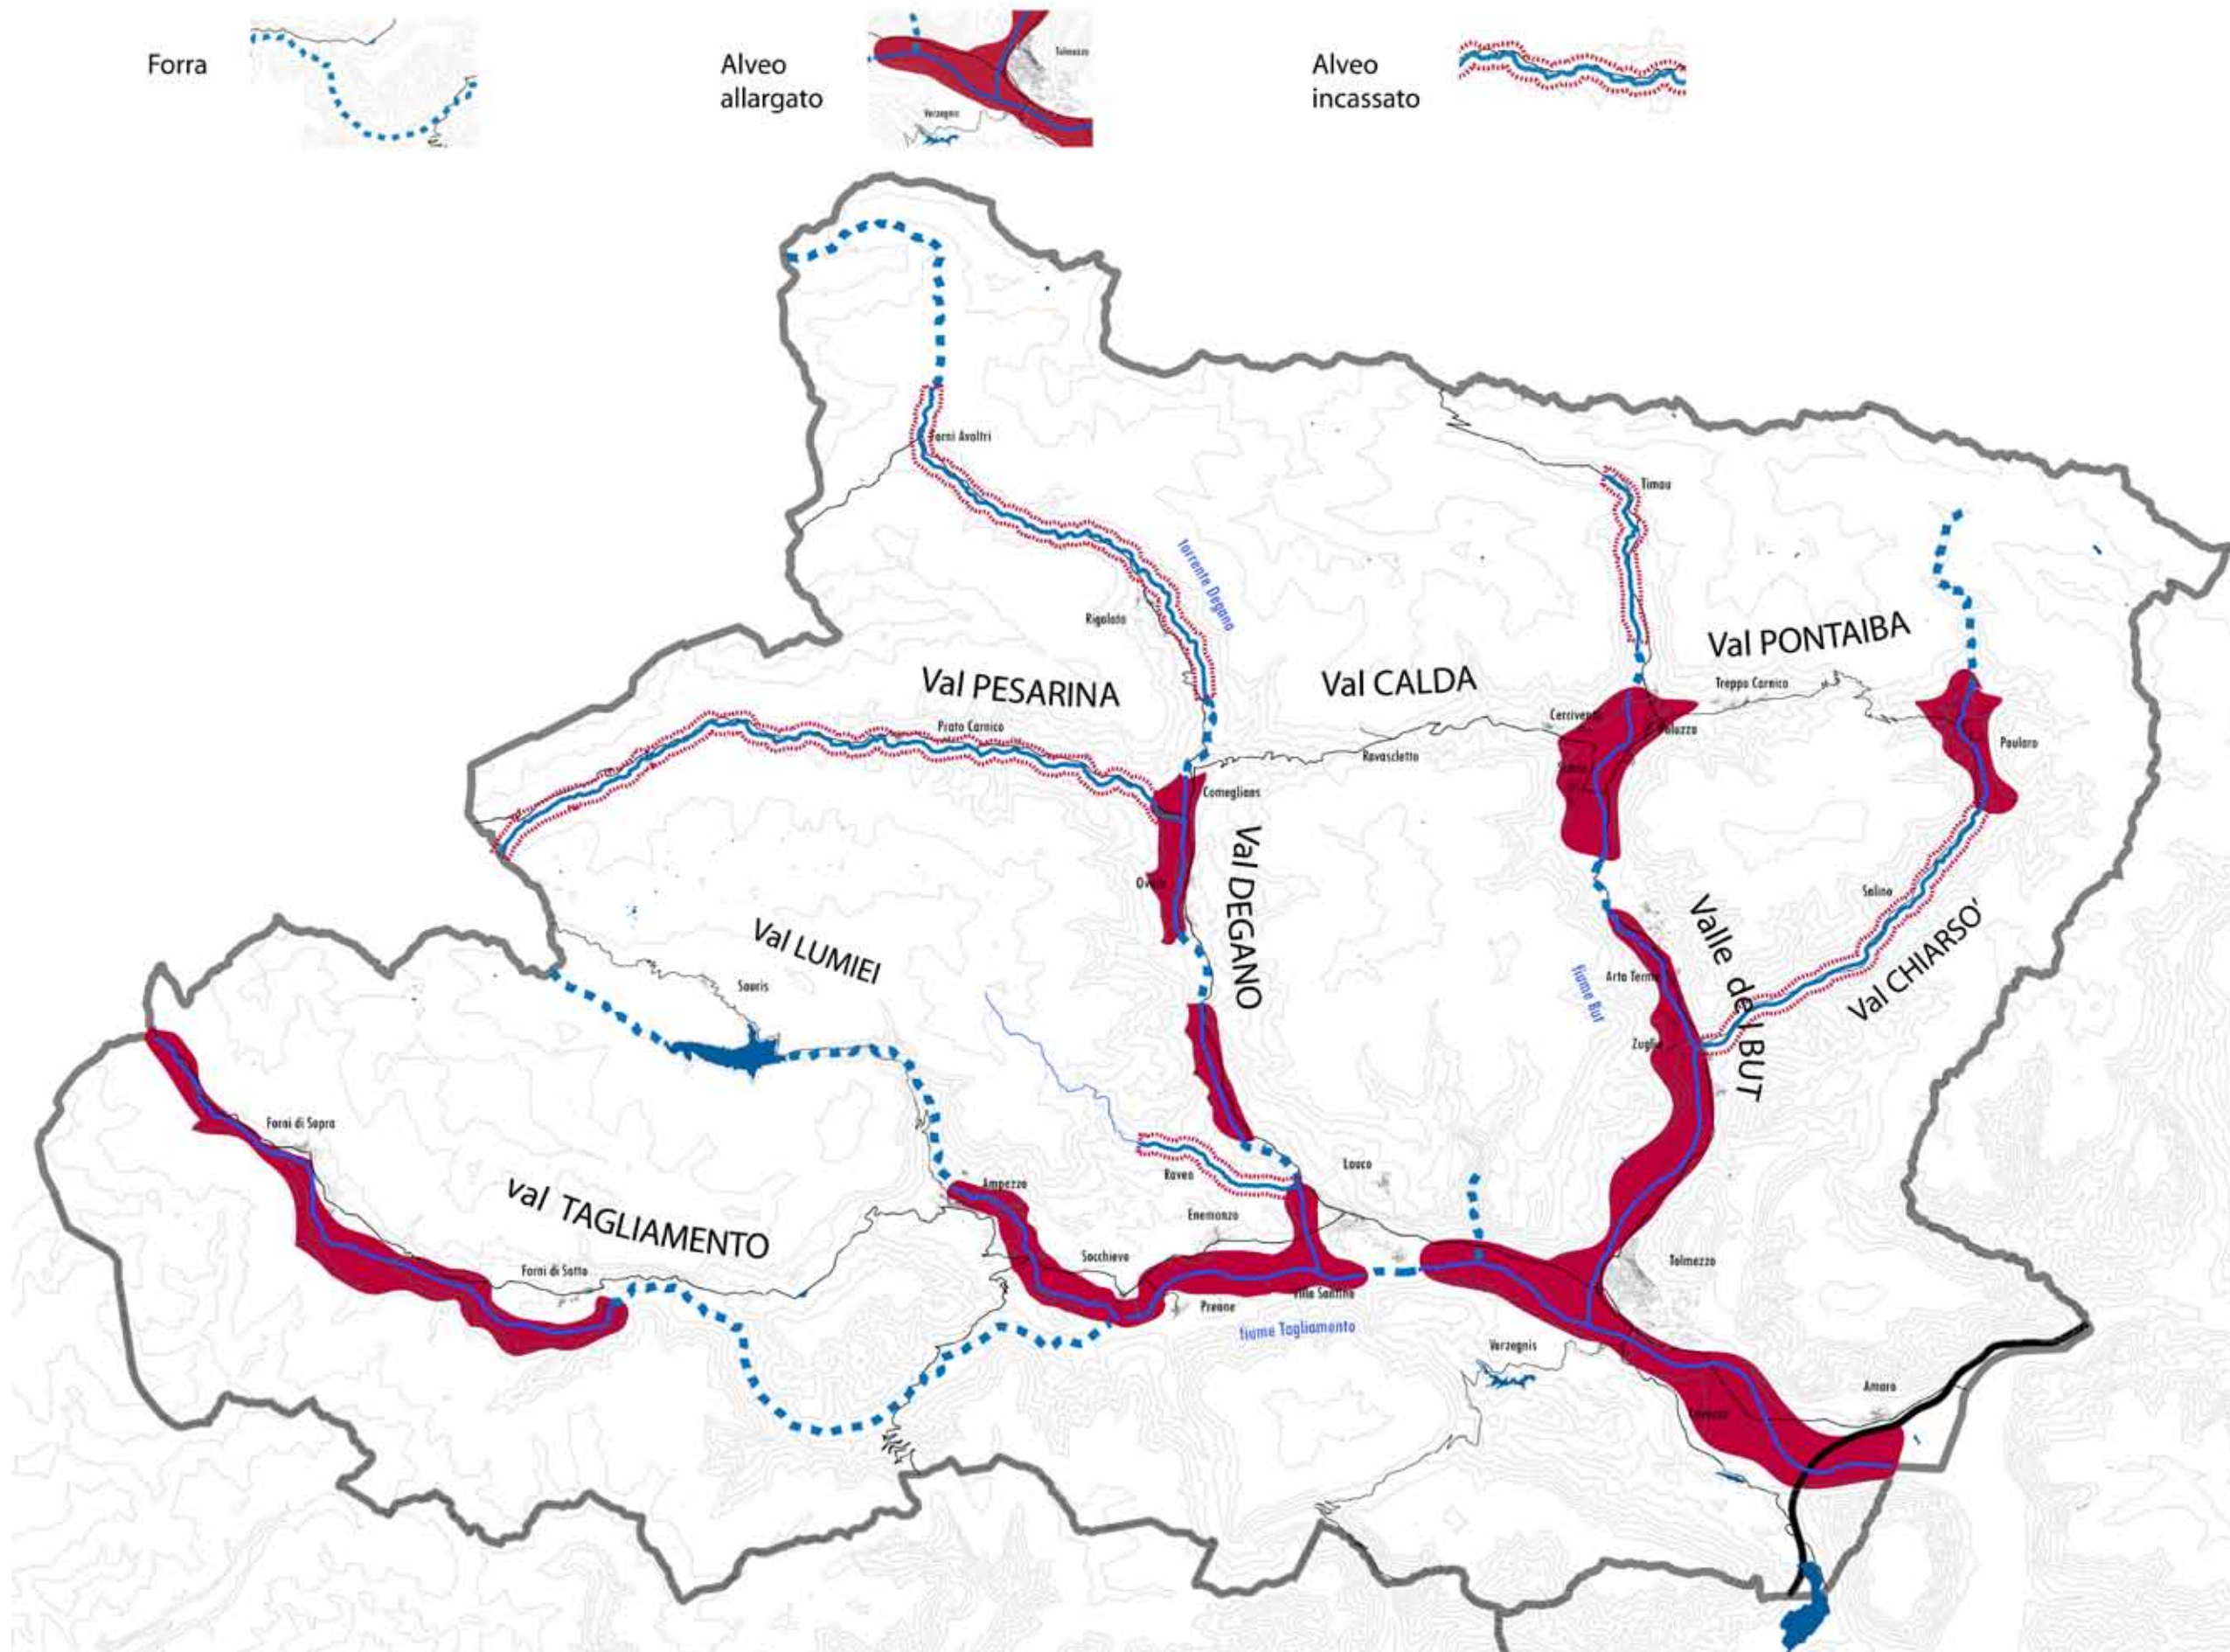 Forra
Alveo
allargato
Tolmezzo
Verzegnis
Alveo
incassato
Forni Avoltri
Timau
torrente Degano
Rigolato
Val PESARINA
Val CALDA
Val PONTAIBA
Treppo Carnico
Prato Carnico
Cercivento
Paluzza
Ravascletto
Paularo
Comeglians
Val DEGANO
Ovaro
Salino
Valle del BUT
Val LUMIEI
Sauris
Arta Terme
fiume But
Val CHIARSO'
Zuglio
Forni di Sopra
Lauco
Raveo
Ampezzo
val TAGLIAMENTO
Enemonzo
Socchieve
Forni di Sotto
Tolmezzo
Villa Santina
Preone
fiume Tagliamento
Verzegnis
Amaro